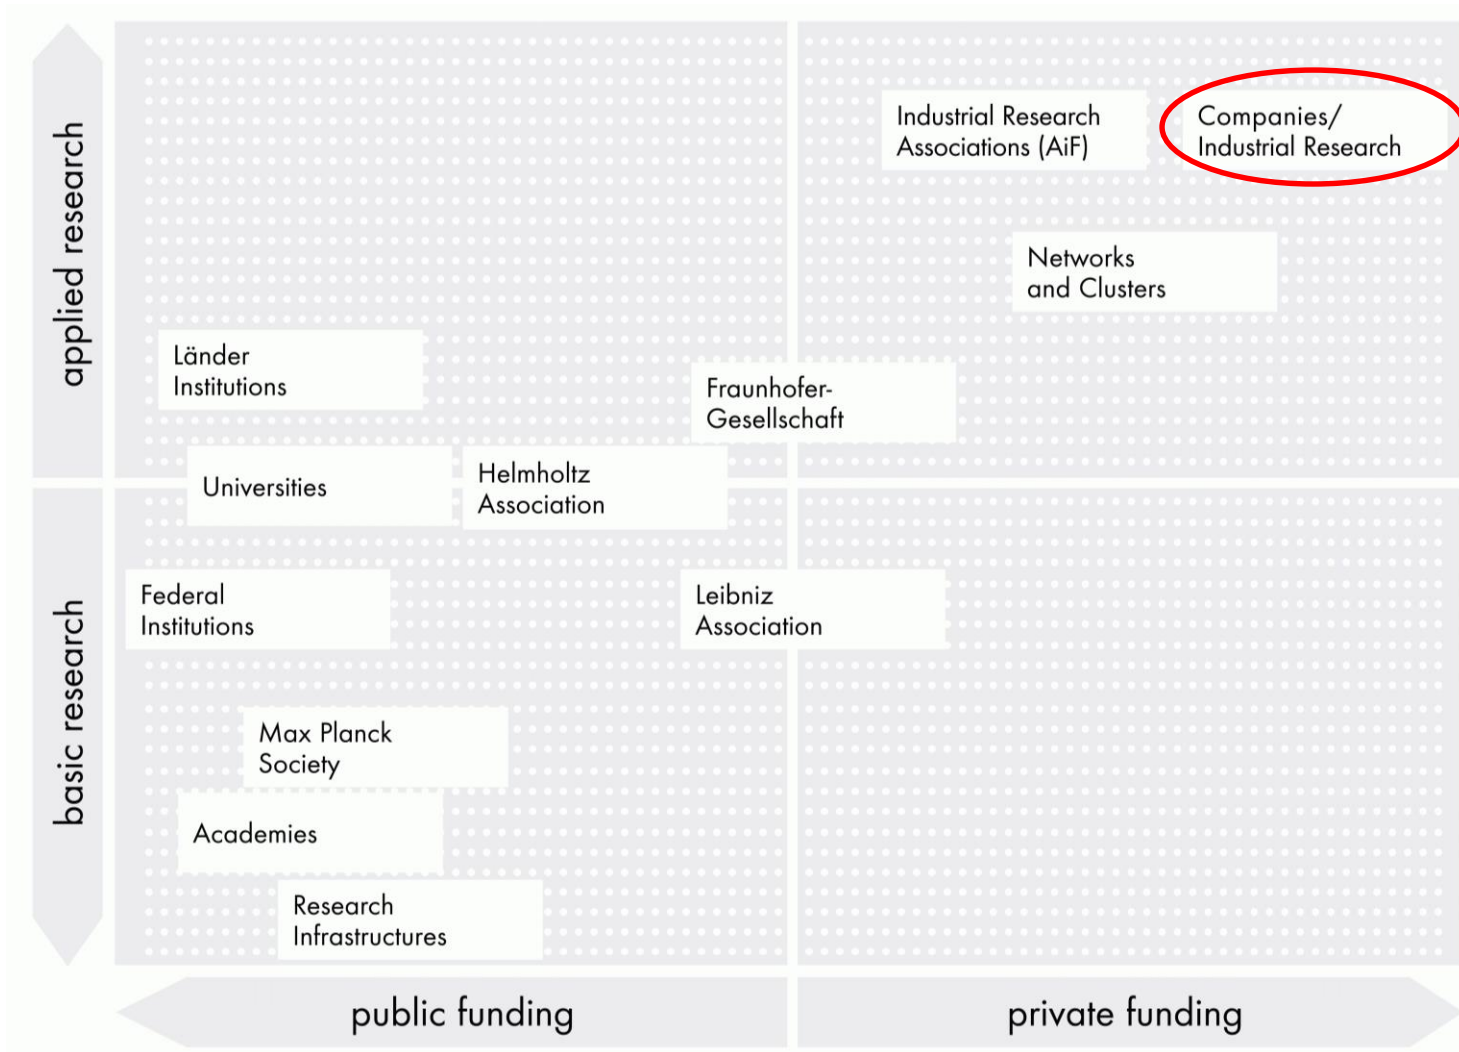 applied research
basic research
Industrial Research
Associations (AiF)
Companies/
Industrial Research
Networks
and Clusters
Länder
Institutions
Fraunhofer-
Gesellschaft
Universities
Helmholtz
Association
Federal
Institutions
Leibniz
Association
Max Planck
Society
Academies
Research
Infrastructures
public funding
private funding